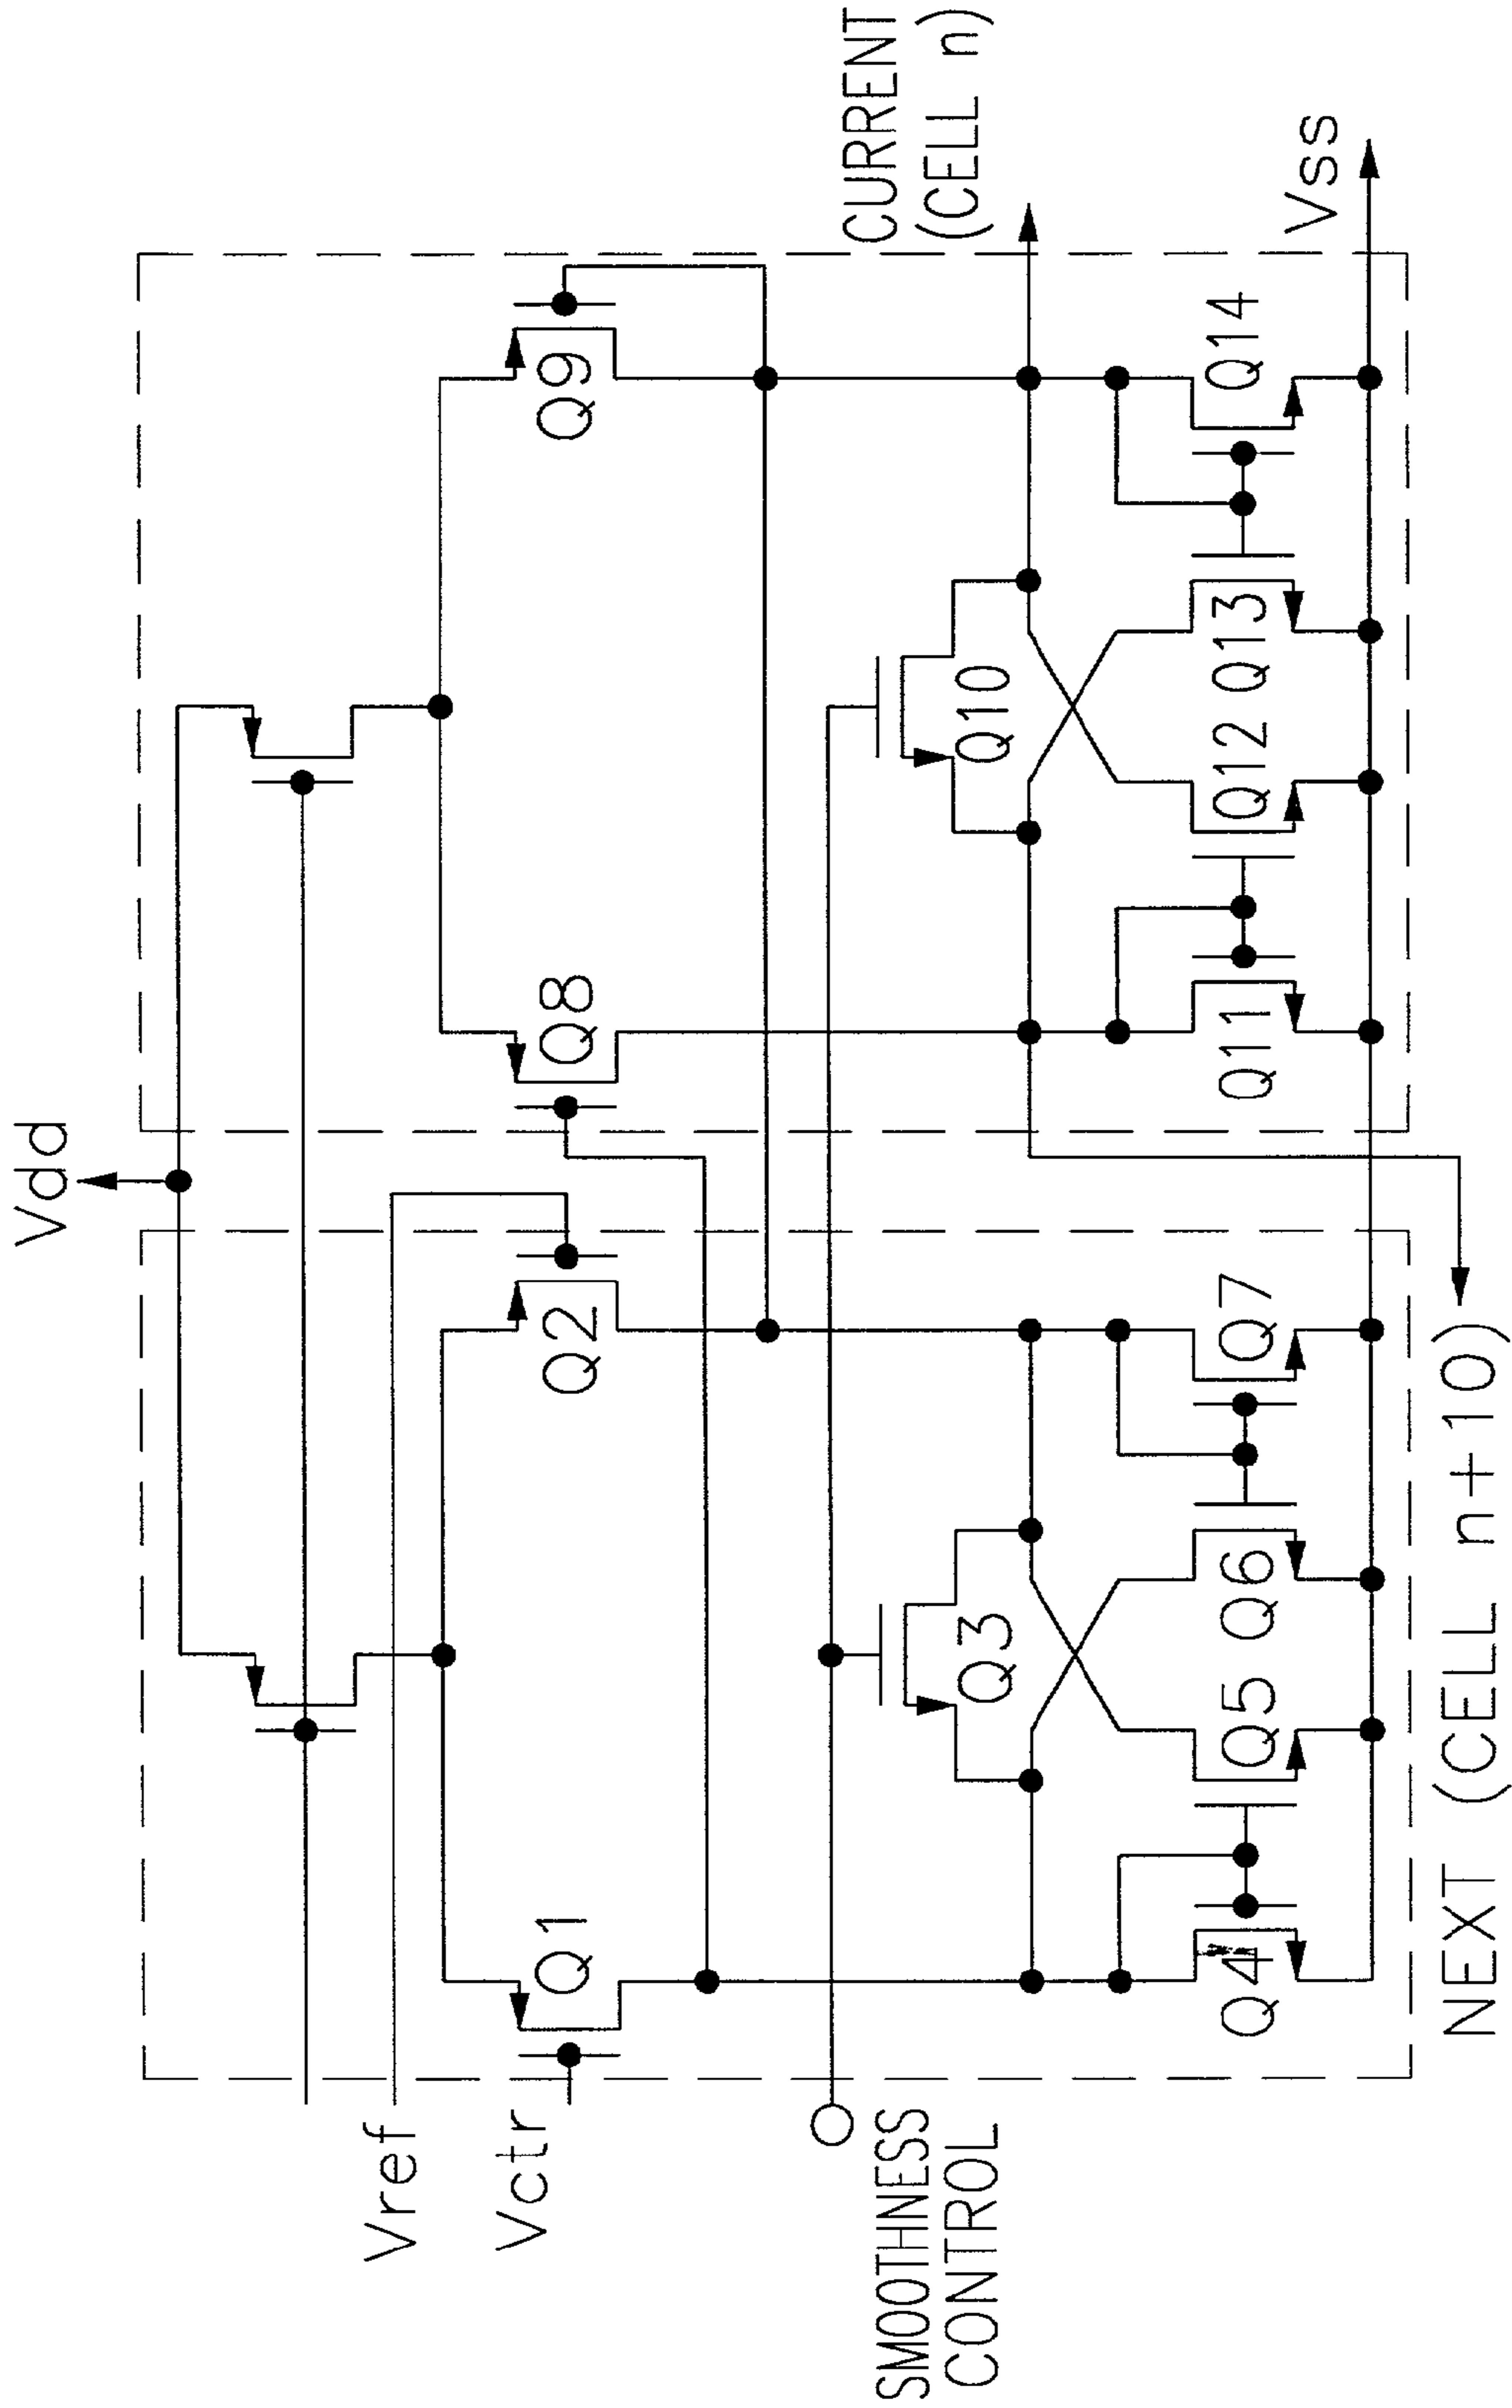 Vdd
Vref
Vctr
SMOOTHNESS
CONTROL
Q1
Q2
Q8
Q9
Q3
Q10
CURRENT
(CELL n)
Q4
Q5
Q6
Q7
Q11
Q12
Q13
Q14
Vss
NEXT (CELL n+10)